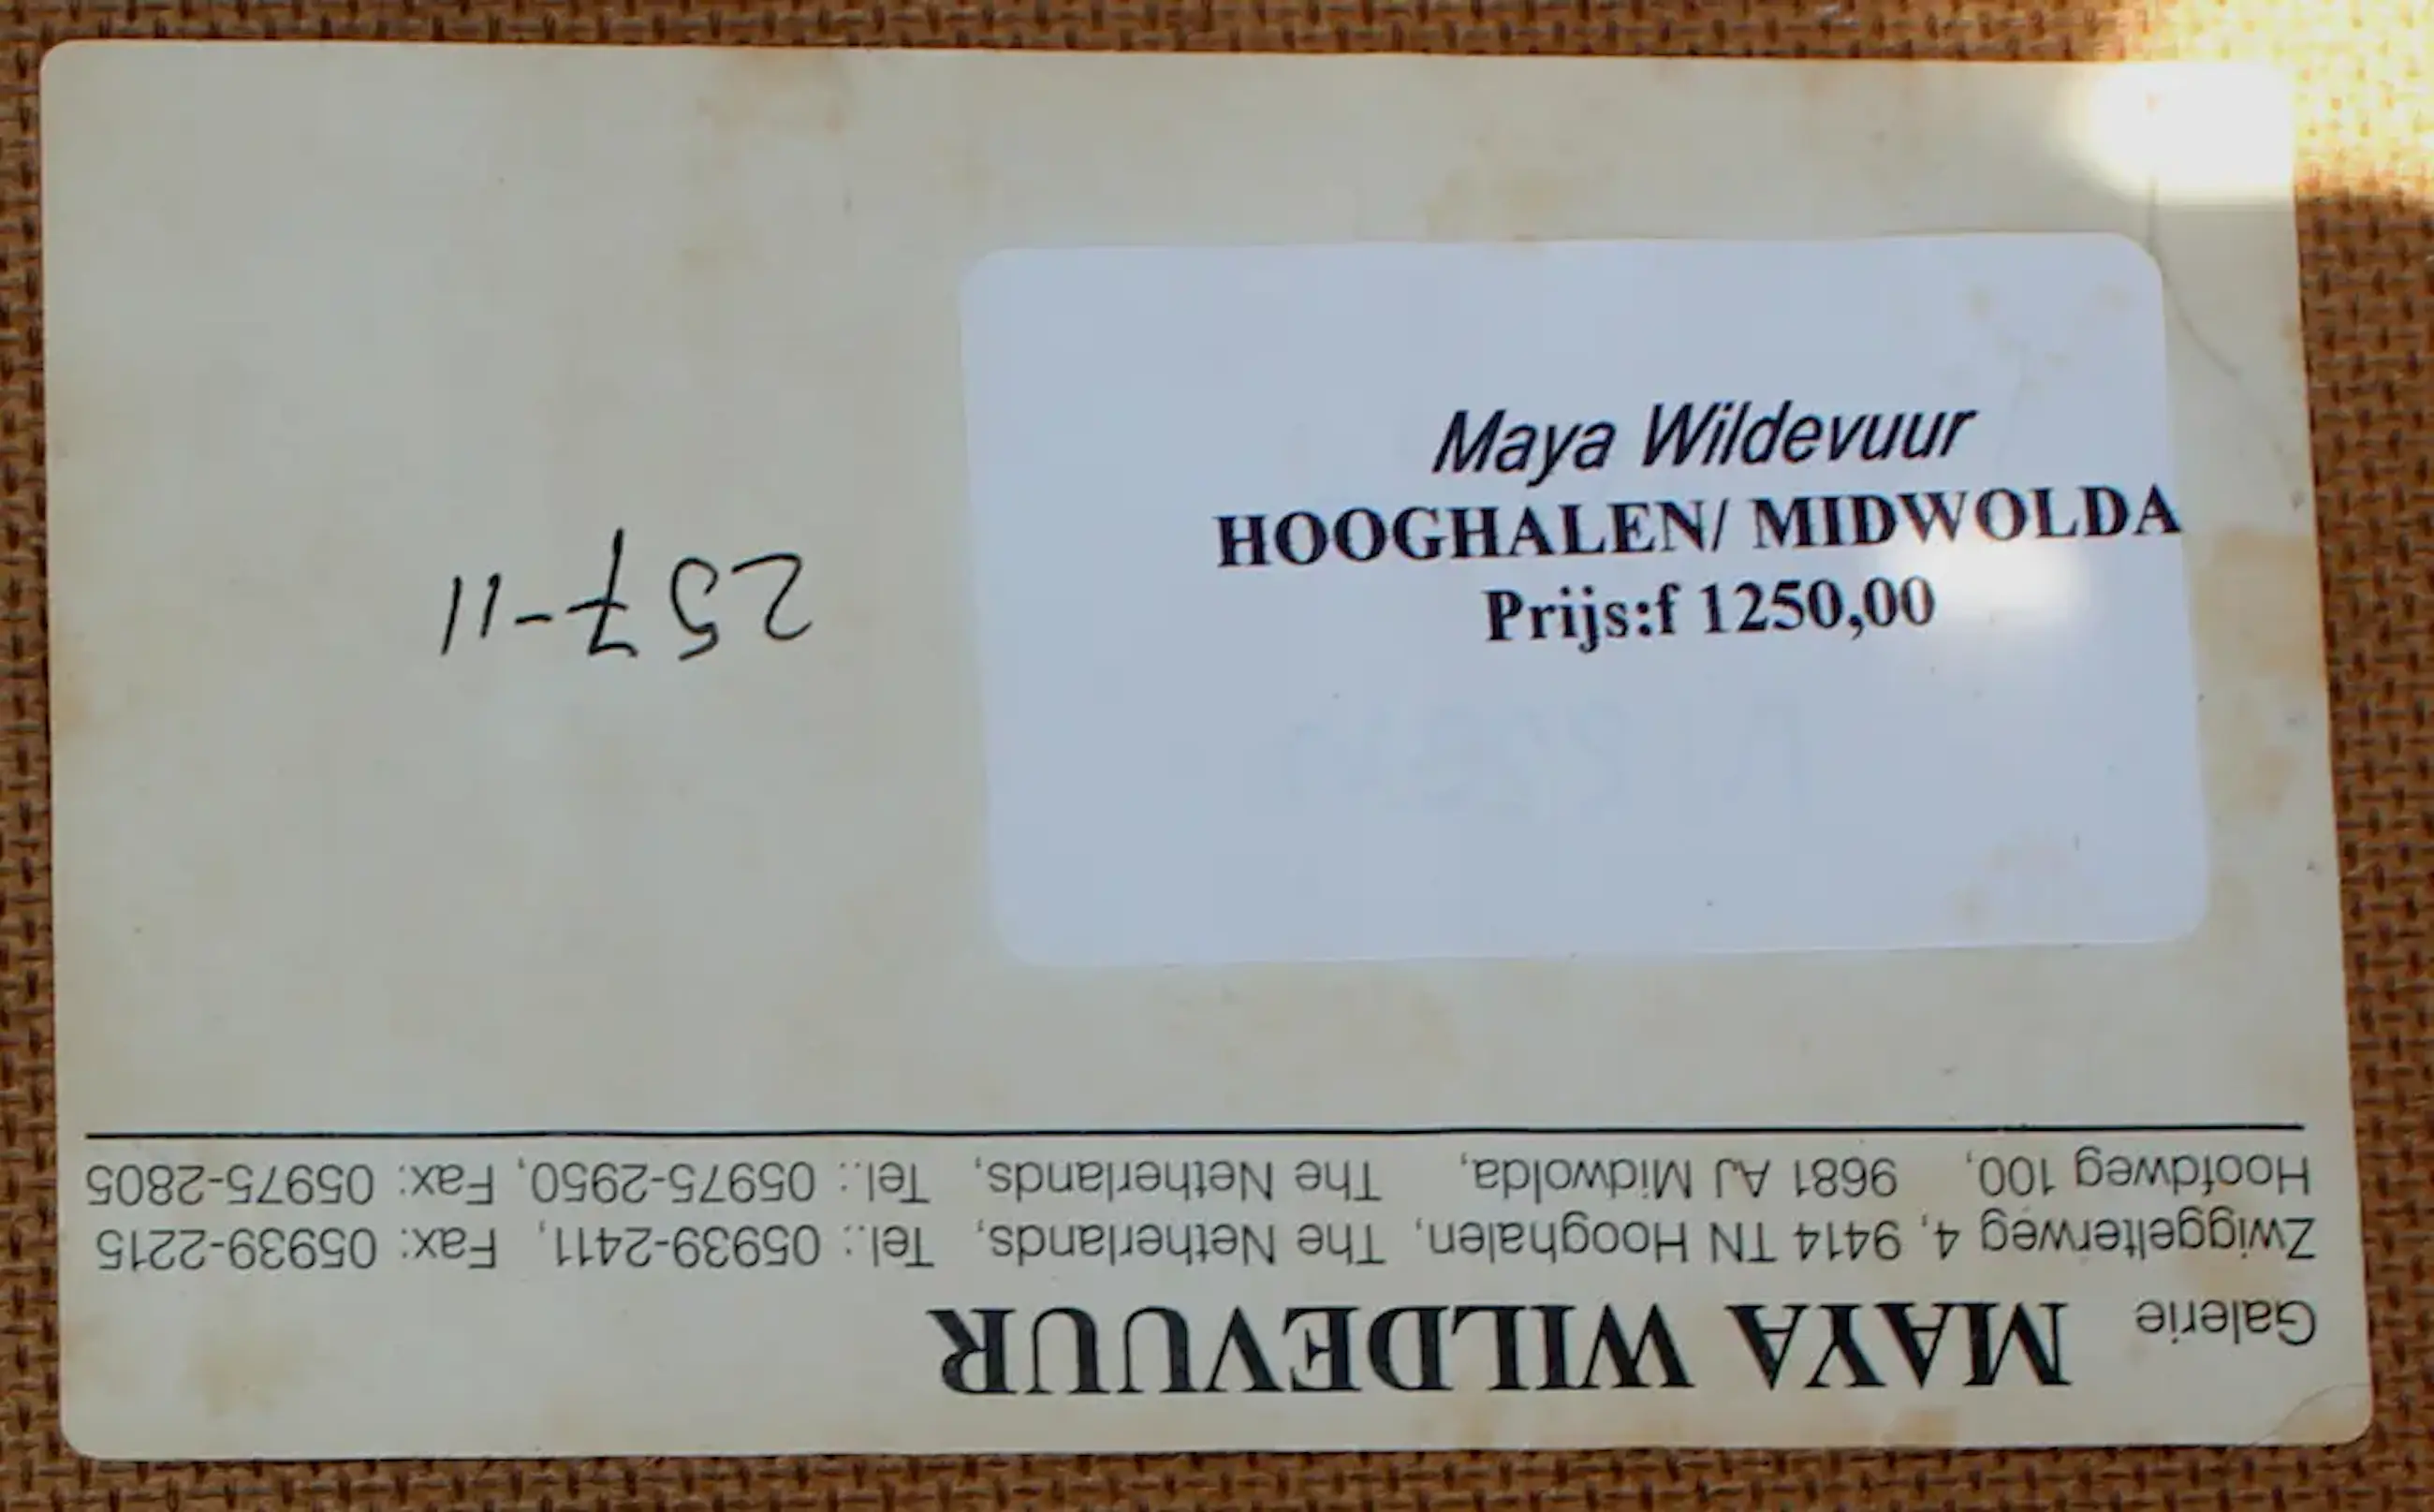 Maya Wildevuur
HOOGHALEN/ MIDWOLDA
Prijs:f 1250,00
257-11
Galerie MAYA WILDEVUUR
Zwiggelterweg 4, 9414 TN Hooghalen, The Netherlands, Tel.: 05939-2411, Fax: 05939-2215
Hoofdweg 100, 9681 AJ Midwolda, The Netherlands, Tel.: 05975-2950, Fax: 05975-2805